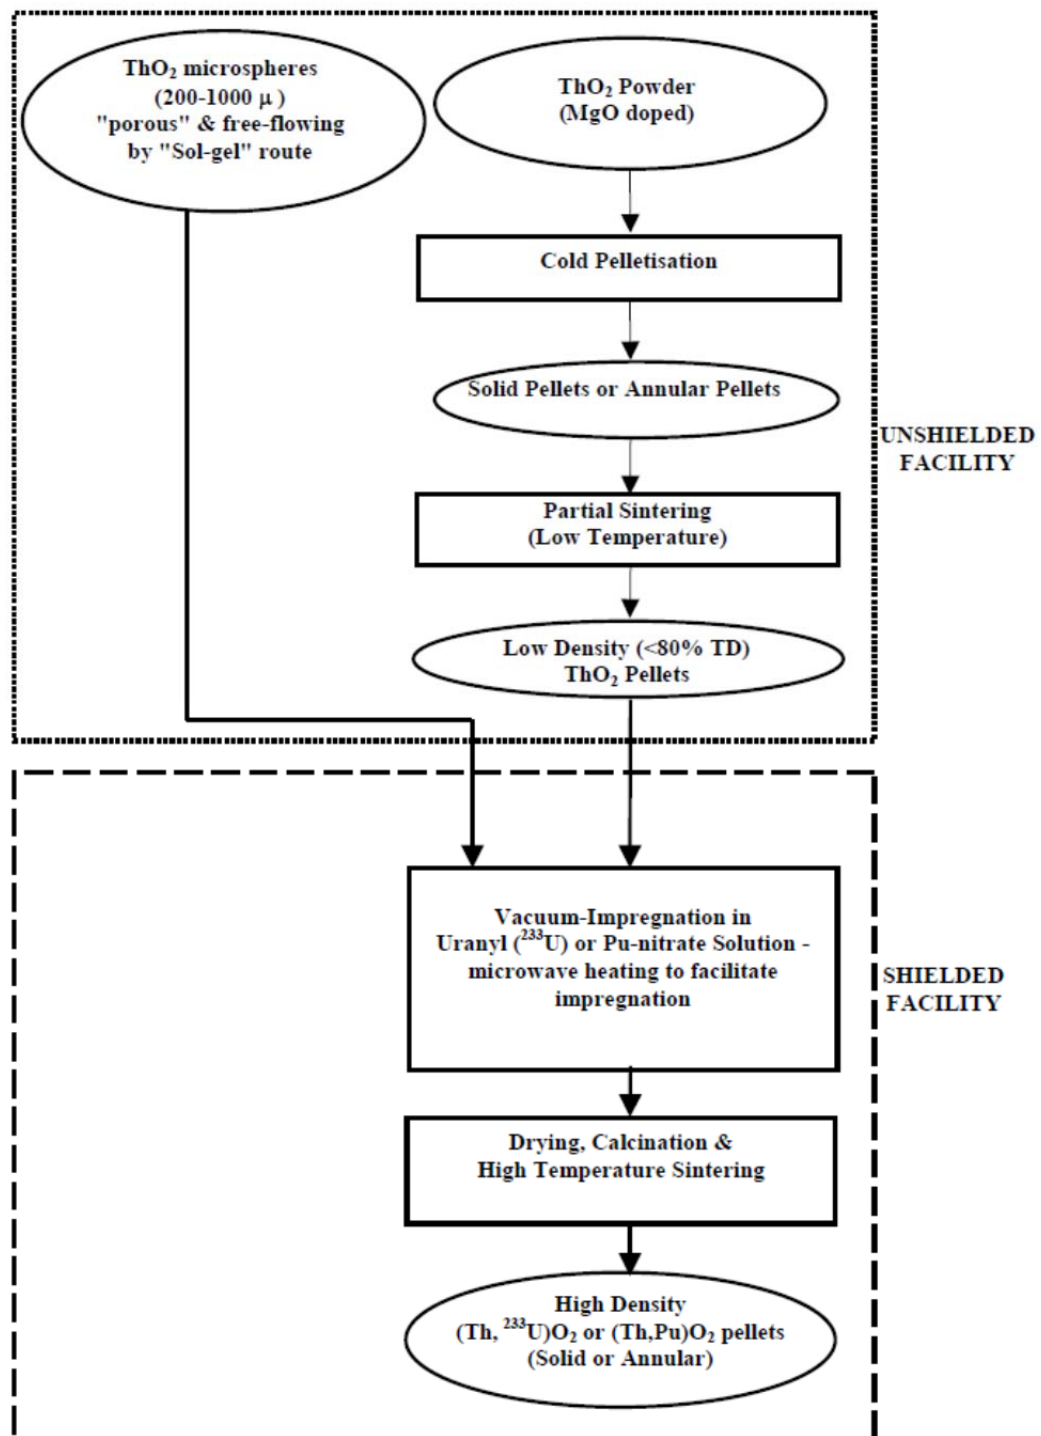 ThO₂ microspheres
(200-1000 µ )
"porous" & free-flowing
by "Sol-gel" route
ThO₂ Powder
(MgO doped)
Cold Pelletisation
Solid Pellets or Annular Pellets
UNSHIELDED
FACILITY
Partial Sintering
(Low Temperature)
Low Density (<80% TD)
ThO₂ Pellets
Vacuum-Impregnation in
Uranyl (²³³U) or Pu-nitrate Solution -
microwave heating to facilitate
impregnation
SHIELDED
FACILITY
Drying, Calcination &
High Temperature Sintering
High Density
(Th, ²³³U)O₂ or (Th,Pu)O₂ pellets
(Solid or Annular)